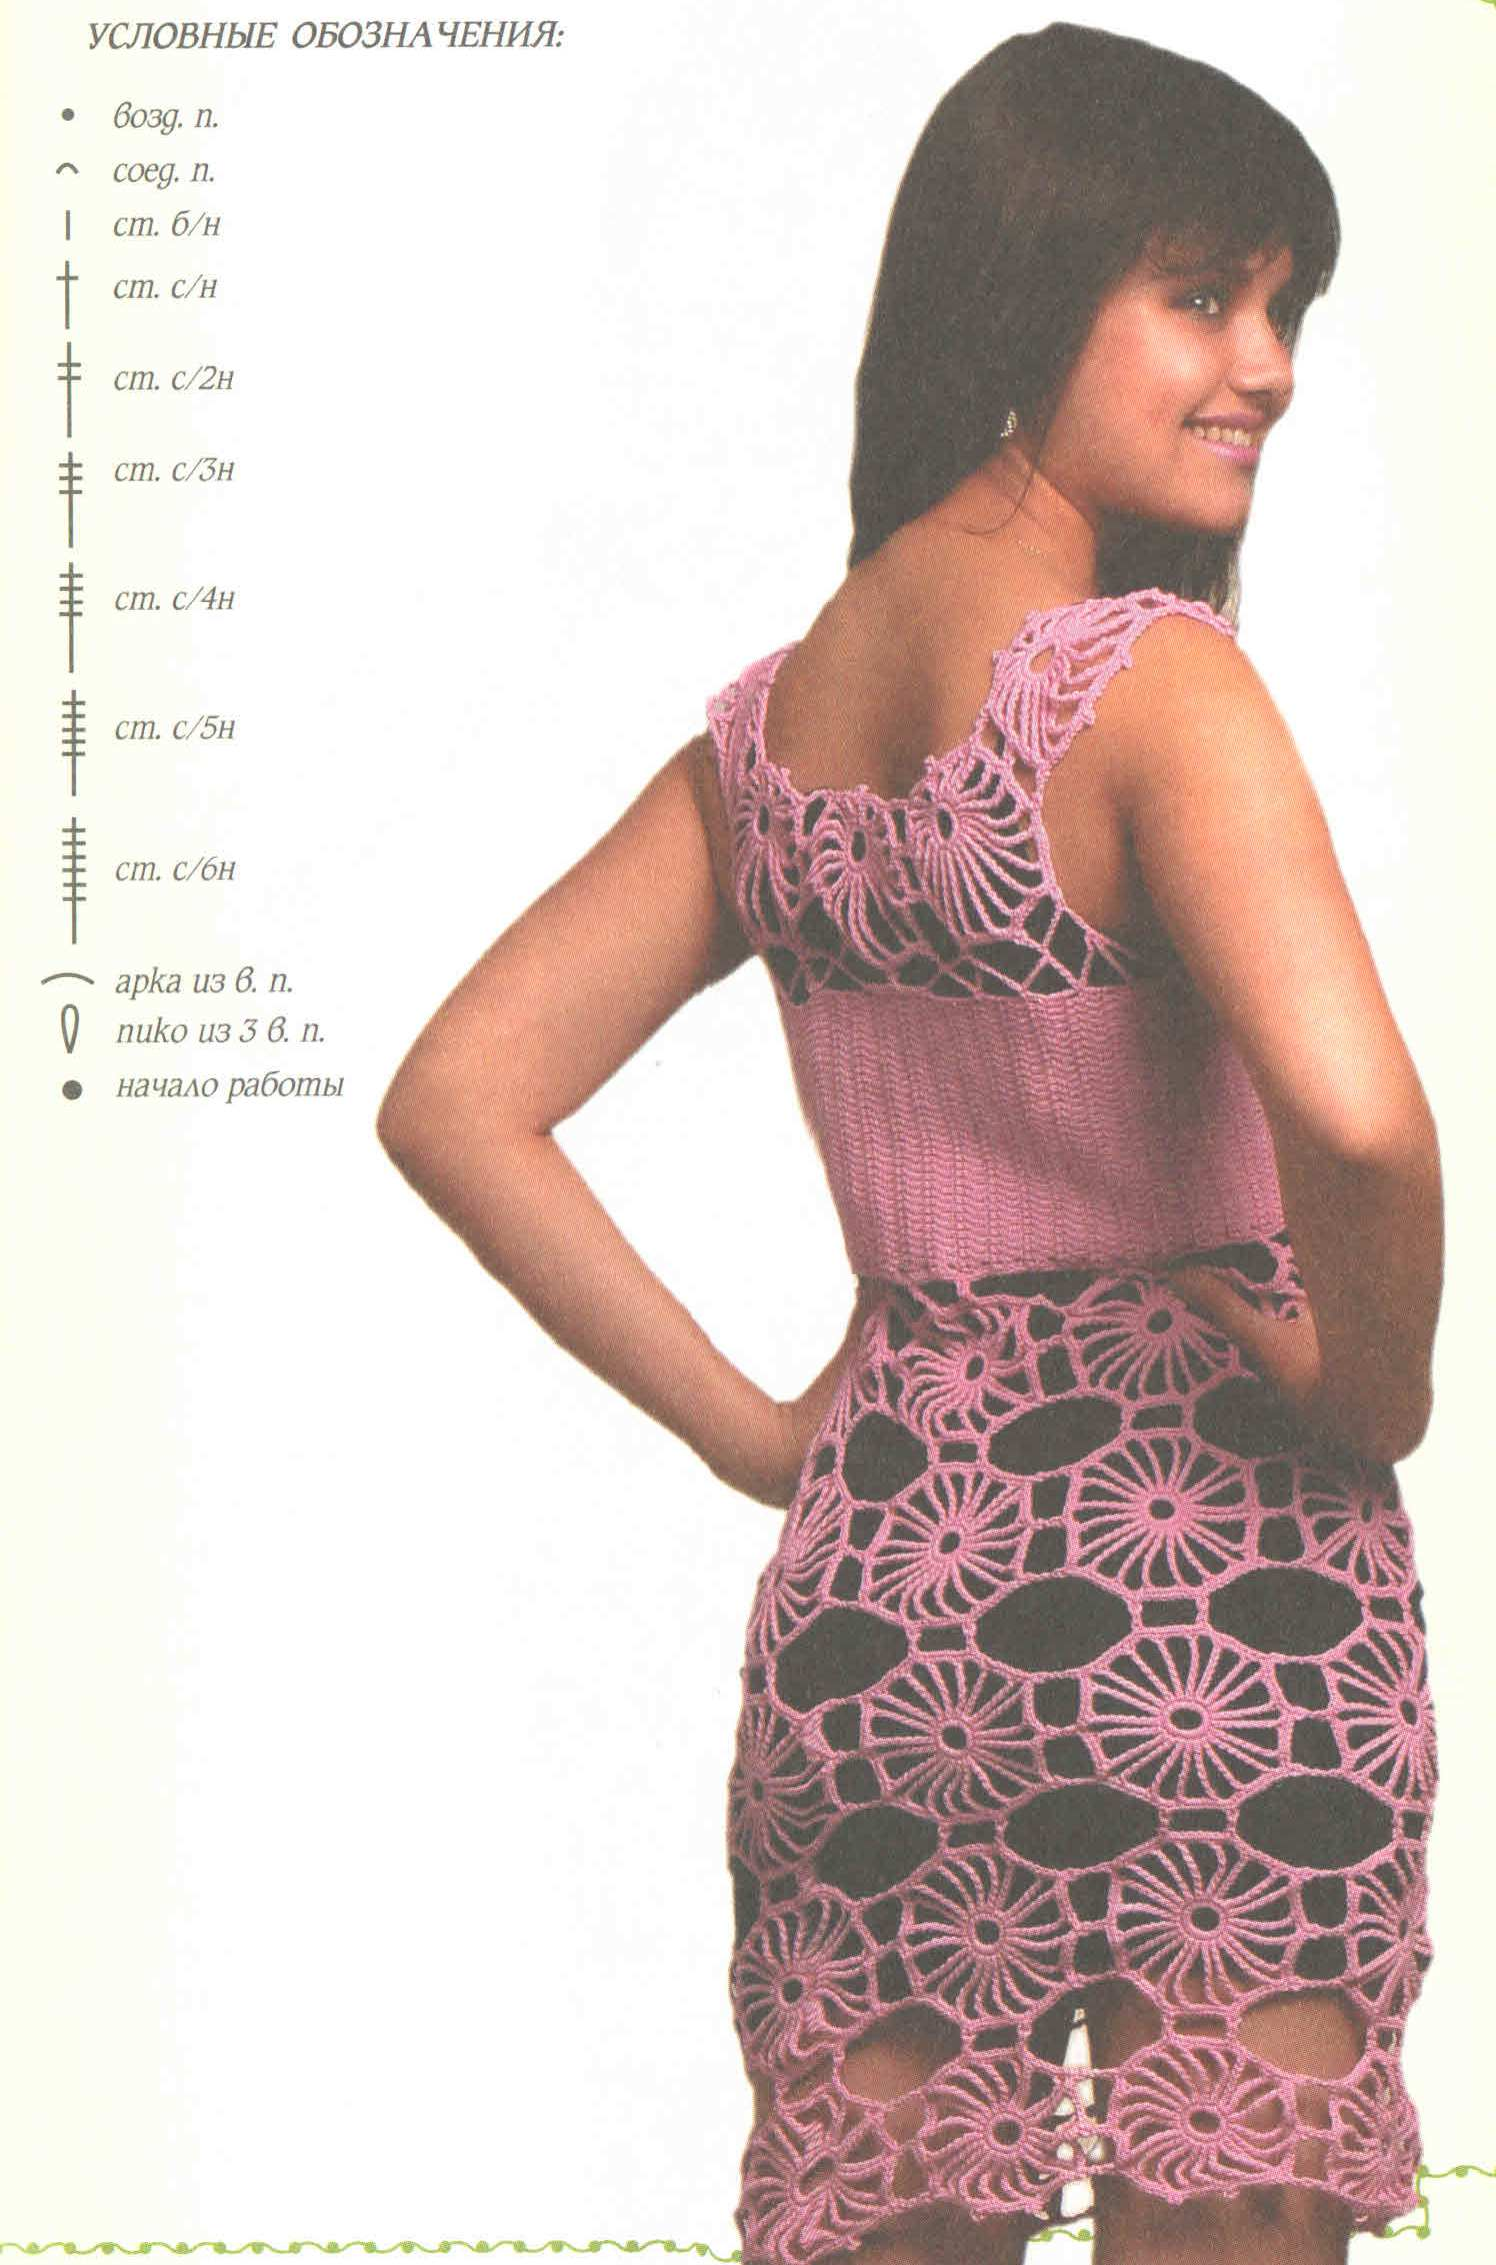 УСЛОВНЫЕ ОБОЗНАЧЕНИЯ:
возд. п.
соед. п.
ст. б/н
ст. с/н
ст. с/2н
ст. с/3н
ст. с/4н
ст. с/5н
ст. с/6н
арка из в. п.
пико из 3 в. п.
начало работы